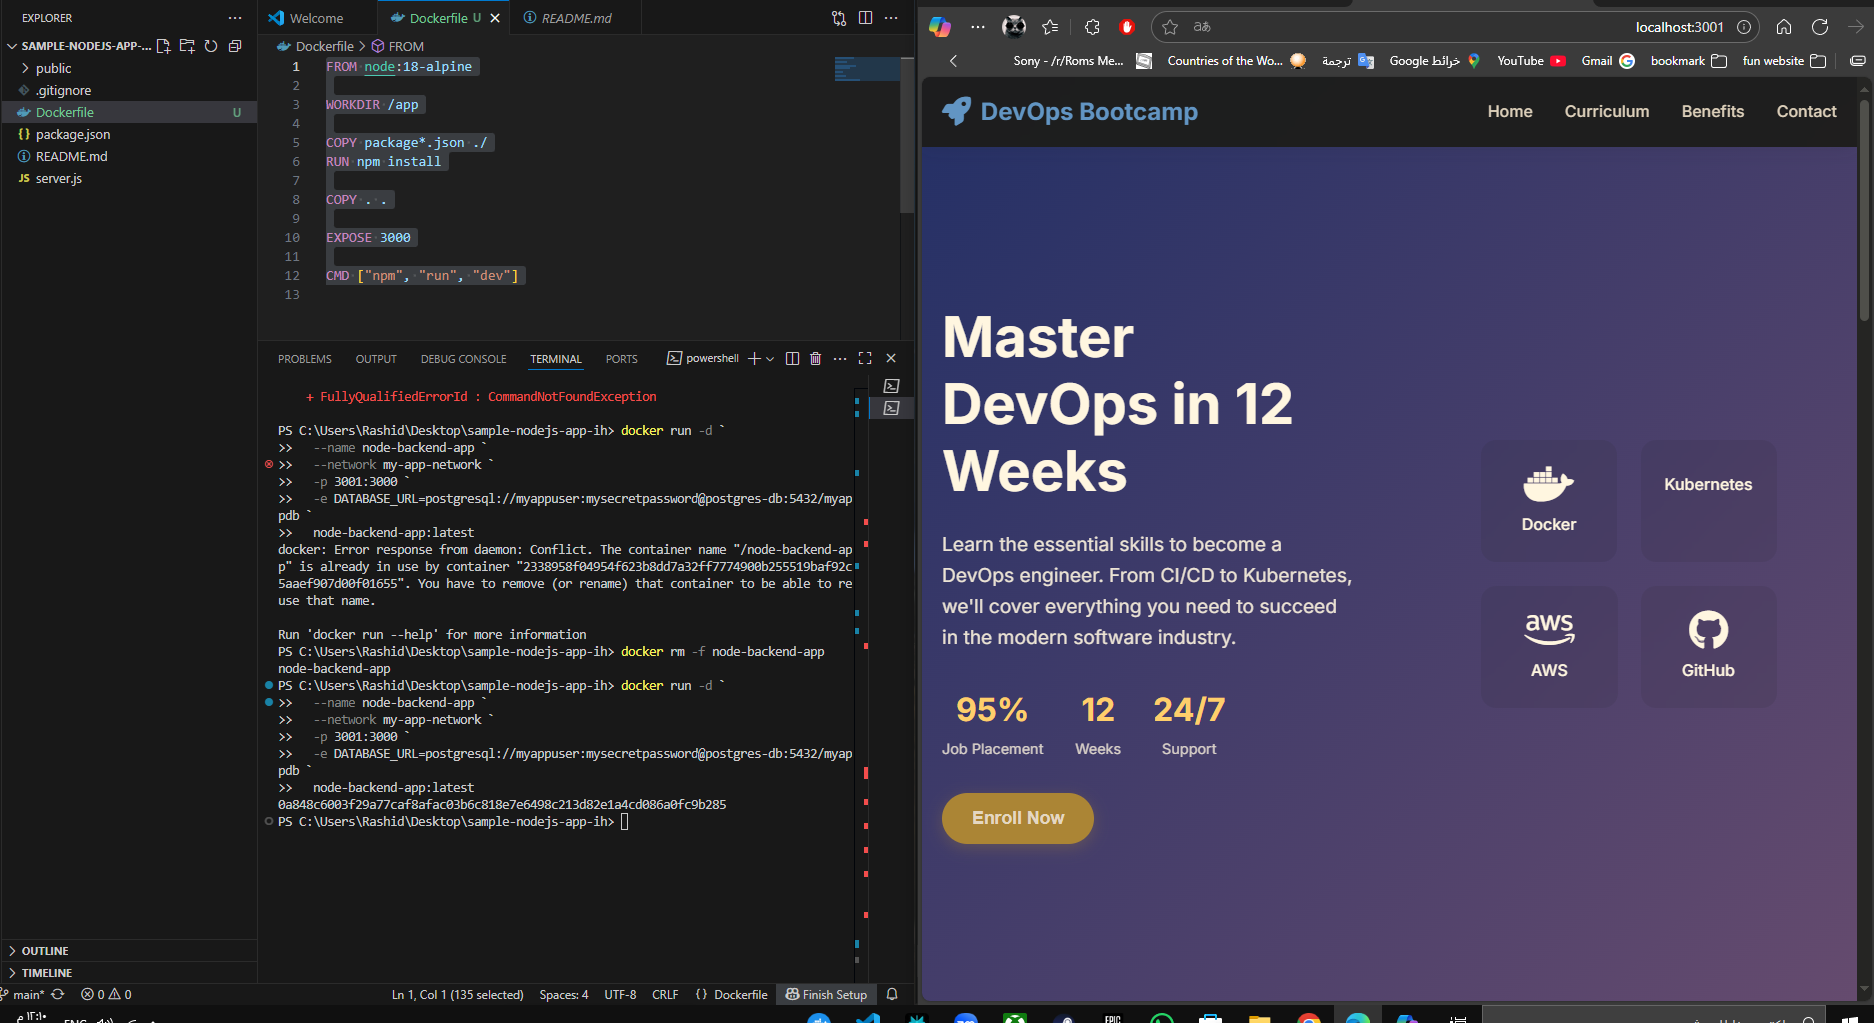 EXPLORER
SAMPLE-NODEJS-APP-...
public
.gitignore
Dockerfile U
package.json
README.md
server.js
OUTLINE
TIMELINE
Welcome
Dockerfile U
README.md
Dockerfile > FROM
1 FROM node:18-alpine
2
3 WORKDIR /app
4
5 COPY package*.json ./
6 RUN npm install
7
8 COPY . .
9
10 EXPOSE 3000
11
12 CMD ["npm", "run", "dev"]
13
PROBLEMS OUTPUT DEBUG CONSOLE TERMINAL PORTS powershell
+ FullyQualifiedErrorId : CommandNotFoundException
PS C:\Users\Rashid\Desktop\sample-nodejs-app-ih> docker run -d `
>> --name node-backend-app `
>> --network my-app-network `
>> -p 3001:3000 `
>> -e DATABASE_URL=postgresql://myappuser:mysecretpassword@postgres-db:5432/myap
pdb `
>> node-backend-app:latest
docker: Error response from daemon: Conflict. The container name "/node-backend-ap
p" is already in use by container "2338958f04954f623b8dd7a32ff7774900b255519baf92c
5aaef907d00f01655". You have to remove (or rename) that container to be able to re
use that name.
Run 'docker run --help' for more information
PS C:\Users\Rashid\Desktop\sample-nodejs-app-ih> docker rm -f node-backend-app
node-backend-app
PS C:\Users\Rashid\Desktop\sample-nodejs-app-ih> docker run -d `
>> --name node-backend-app `
>> --network my-app-network `
>> -p 3001:3000 `
>> -e DATABASE_URL=postgresql://myappuser:mysecretpassword@postgres-db:5432/myap
pdb `
>> node-backend-app:latest
0a848c6003f29a77caf8afac03b6c818e7e6498c213d82e1a4cd086a0fc9b285
PS C:\Users\Rashid\Desktop\sample-nodejs-app-ih>
main* 0 0
Ln 1, Col 1 (135 selected) Spaces: 4 UTF-8 CRLF Dockerfile Finish Setup
aあ localhost:3001
Sony - /r/Roms Me... Countries of the Wo... ترجمة Google خرائط YouTube Gmail bookmark fun website
DevOps Bootcamp
Home Curriculum Benefits Contact
Master
DevOps in 12
Weeks
Learn the essential skills to become a
DevOps engineer. From CI/CD to Kubernetes,
we'll cover everything you need to succeed
in the modern software industry.
95% 12 24/7
Job Placement Weeks Support
Enroll Now
Docker
Kubernetes
aws
AWS
GitHub